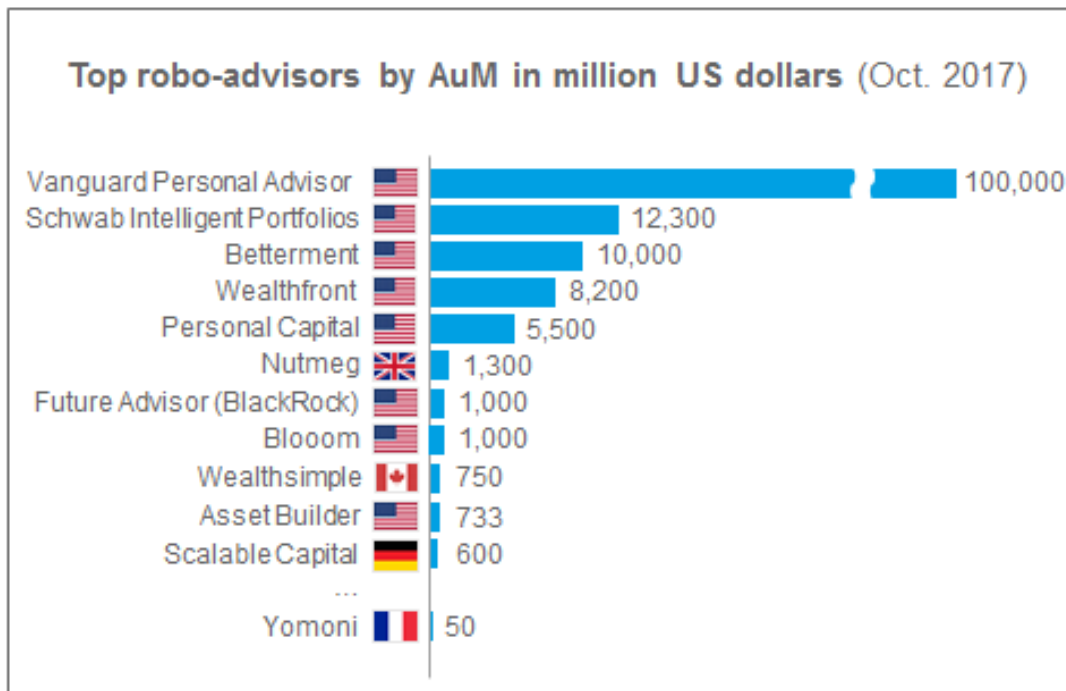 Top robo-advisors by AuM in million US dollars (Oct. 2017)
Vanguard Personal Advisor 100,000
Schwab Intelligent Portfolios 12,300
Betterment 10,000
Wealthfront 8,200
Personal Capital 5,500
Nutmeg 1,300
Future Advisor (BlackRock) 1,000
Blooom 1,000
Wealthsimple 750
Asset Builder 733
Scalable Capital 600
...
Yomoni 50